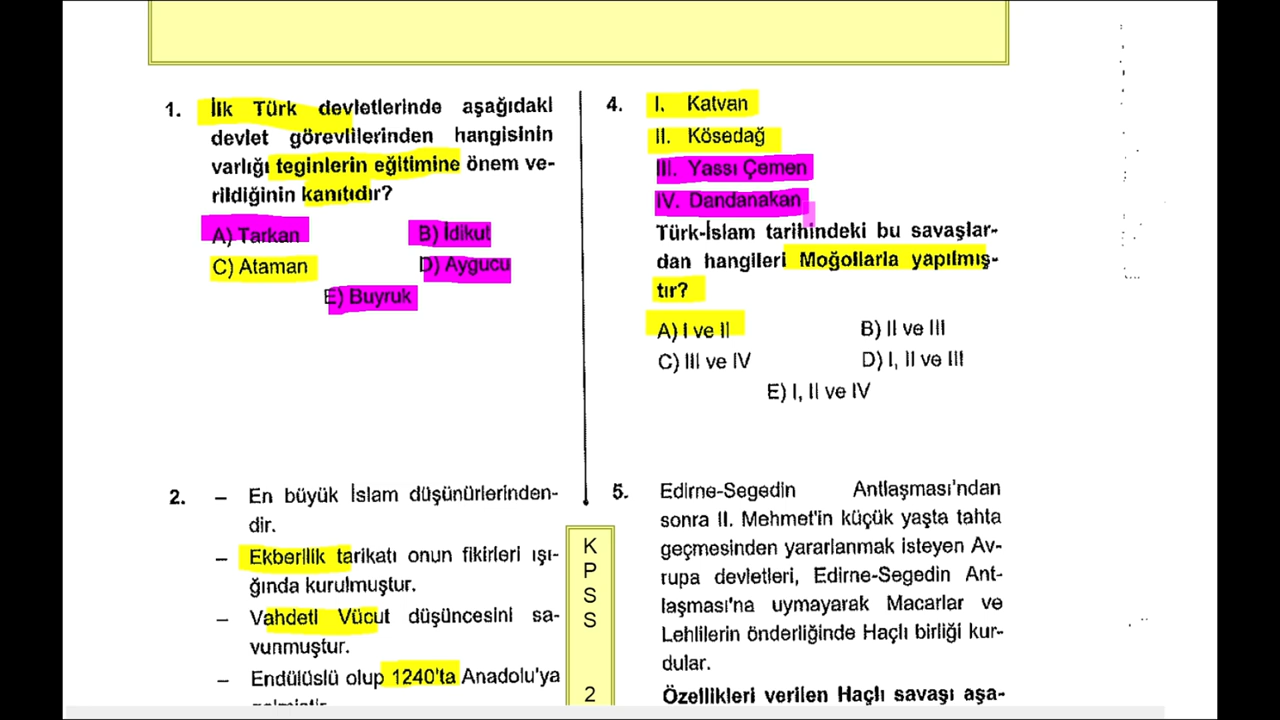 1. İlk Türk devletlerinde aşağıdaki
devlet görevlilerinden hangisinin
varlığı teginlerin eğitimine önem ve-
rildiğinin kanıtıdır?
A) Tarkan
B) İdikut
C) Ataman
D) Aygucu
E) Buyruk
2. – En büyük İslam düşünürlerinden-
dir.
– Ekberilik tarikatı onun fikirleri ışı-
ğında kurulmuştur.
– Vahdeti Vücut düşüncesini sa-
vunmuştur.
– Endülüslü olup 1240'ta Anadolu'ya
K
P
S
S
2
4. I. Katvan
II. Kösedağ
III. Yassı Çemen
IV. Dandanakan
Türk-İslam tarihindeki bu savaşlar-
dan hangileri Moğollarla yapılmış-
tır?
A) I ve II
B) II ve III
C) III ve IV
D) I, II ve III
E) I, II ve IV
5. Edirne-Segedin Antlaşması'ndan
sonra II. Mehmet'in küçük yaşta tahta
geçmesinden yararlanmak isteyen Av-
rupa devletleri, Edirne-Segedin Ant-
laşması'na uymayarak Macarlar ve
Lehlilerin önderliğinde Haçlı birliği kur-
dular.
Özellikleri verilen Haçlı savaşı aşa-